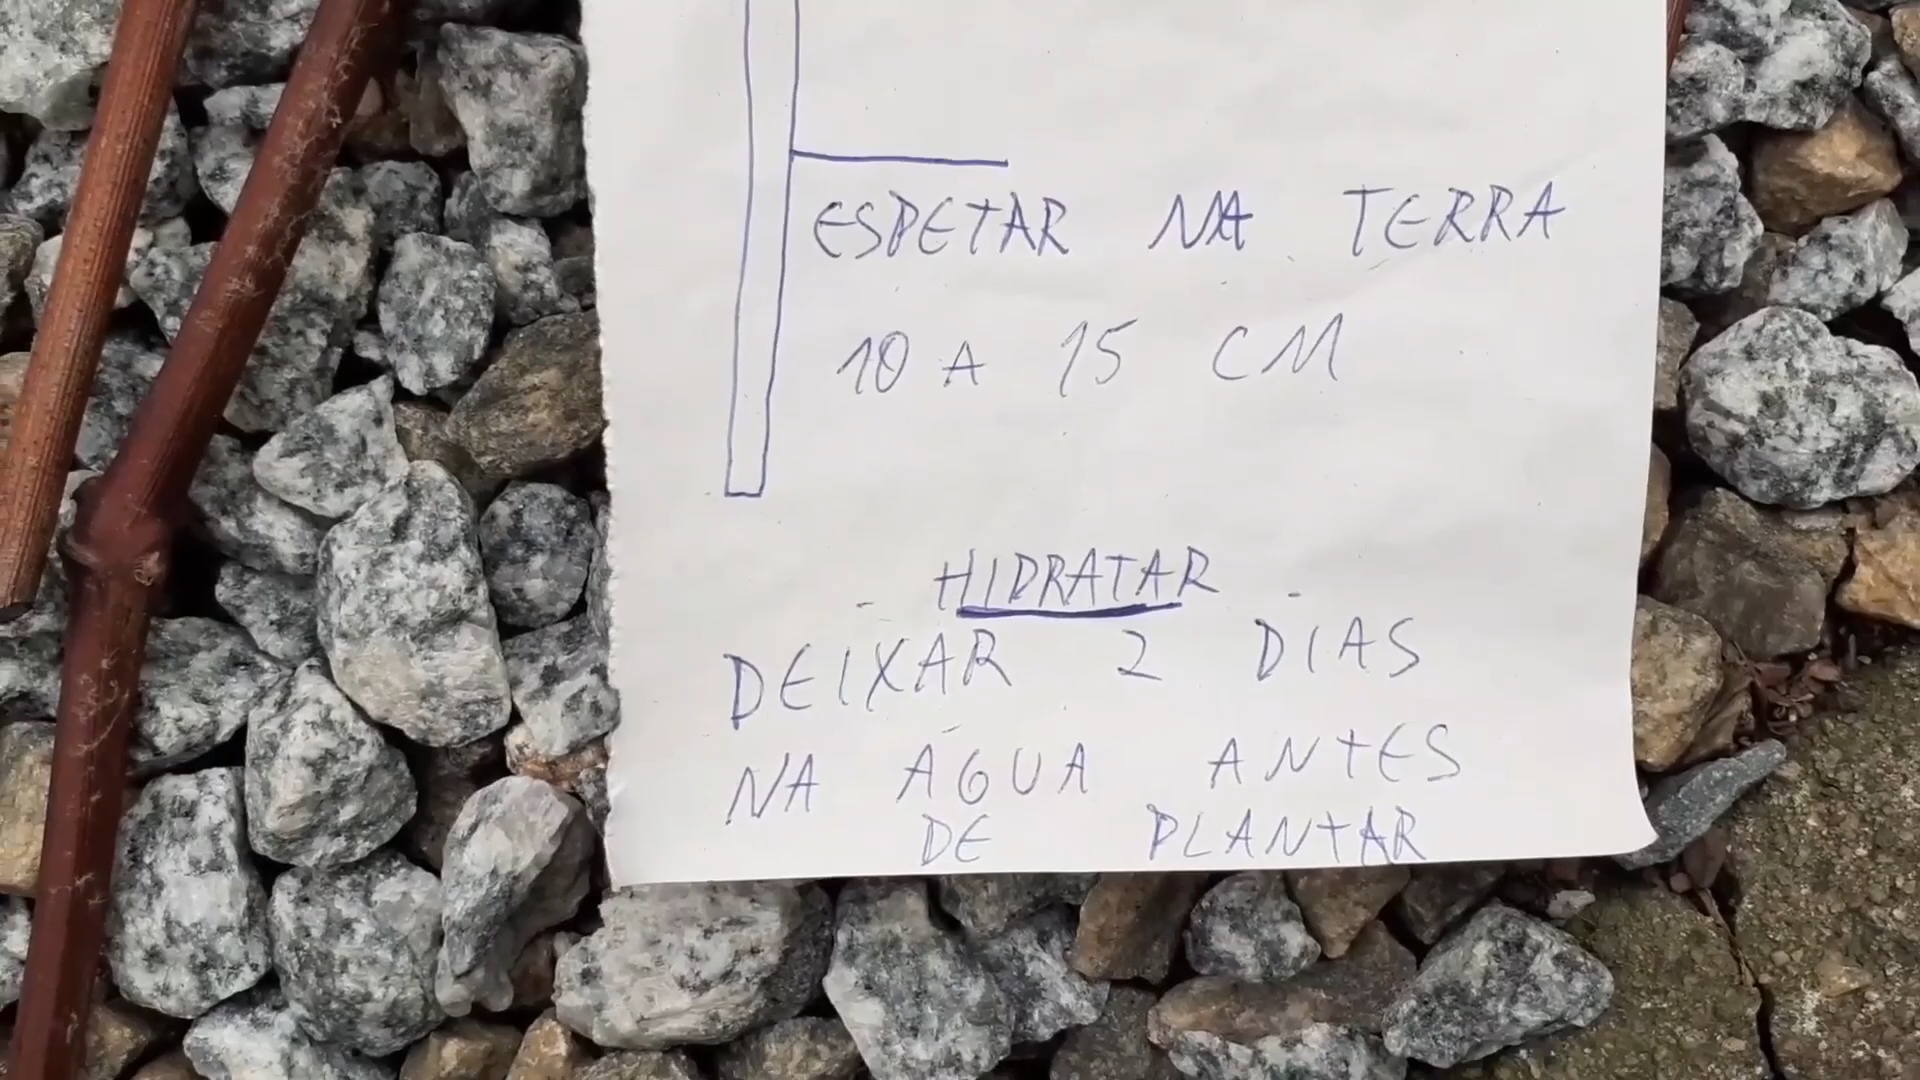 ESPETAR NA TERRA
10 A 15 CM
HIDRATAR
DEIXAR 2 DIAS
NA ÁGUA ANTES
DE PLANTAR